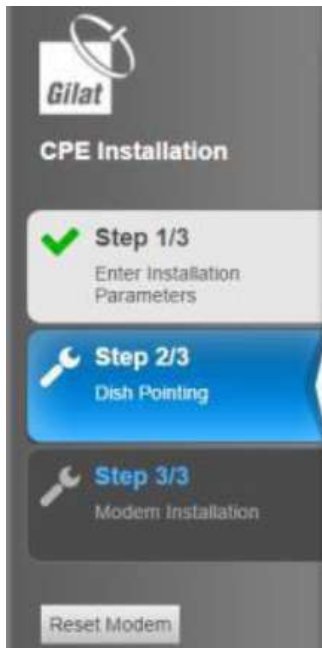 Gilat
CPE Installation
Step 1/3
Enter Installation
Parameters
Step 2/3
Dish Pointing
Step 3/3
Modem Installation
Reset Modem